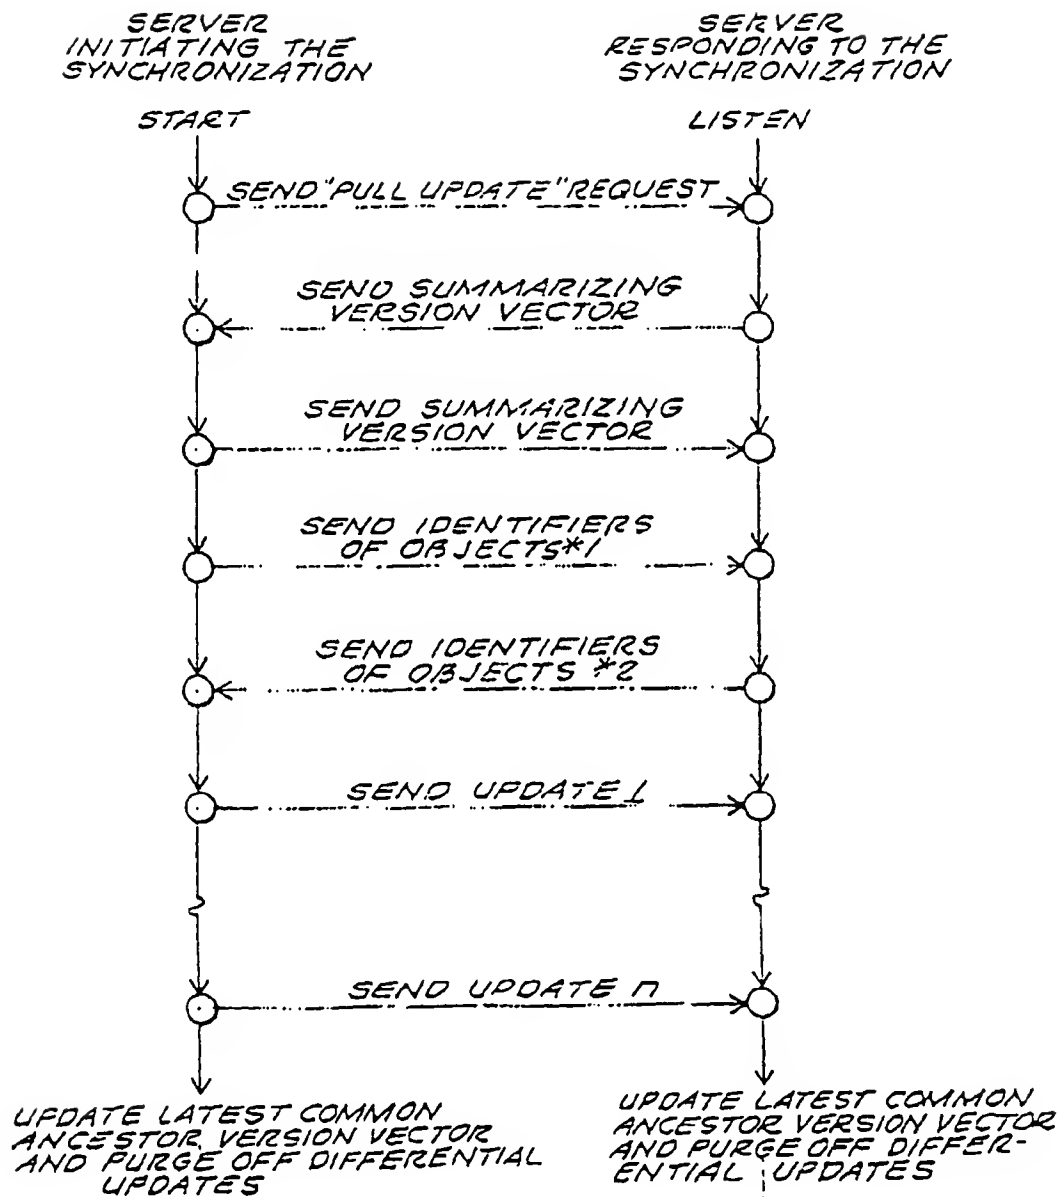 SERVER
INITIATING THE
SYNCHRONIZATION
SERVER
RESPONDING TO THE
SYNCHRONIZATION
START
LISTEN
SEND "PULL UPDATE" REQUEST
SEND SUMMARIZING
VERSION VECTOR
SEND SUMMARIZING
VERSION VECTOR
SEND IDENTIFIERS
OF OBJECTS *1
SEND IDENTIFIERS
OF OBJECTS *2
SEND UPDATE 1
SEND UPDATE n
UPDATE LATEST COMMON
ANCESTOR VERSION VECTOR
AND PURGE OFF DIFFERENTIAL
UPDATES
UPDATE LATEST COMMON
ANCESTOR VERSION VECTOR
AND PURGE OFF DIFFER-
ENTIAL UPDATES